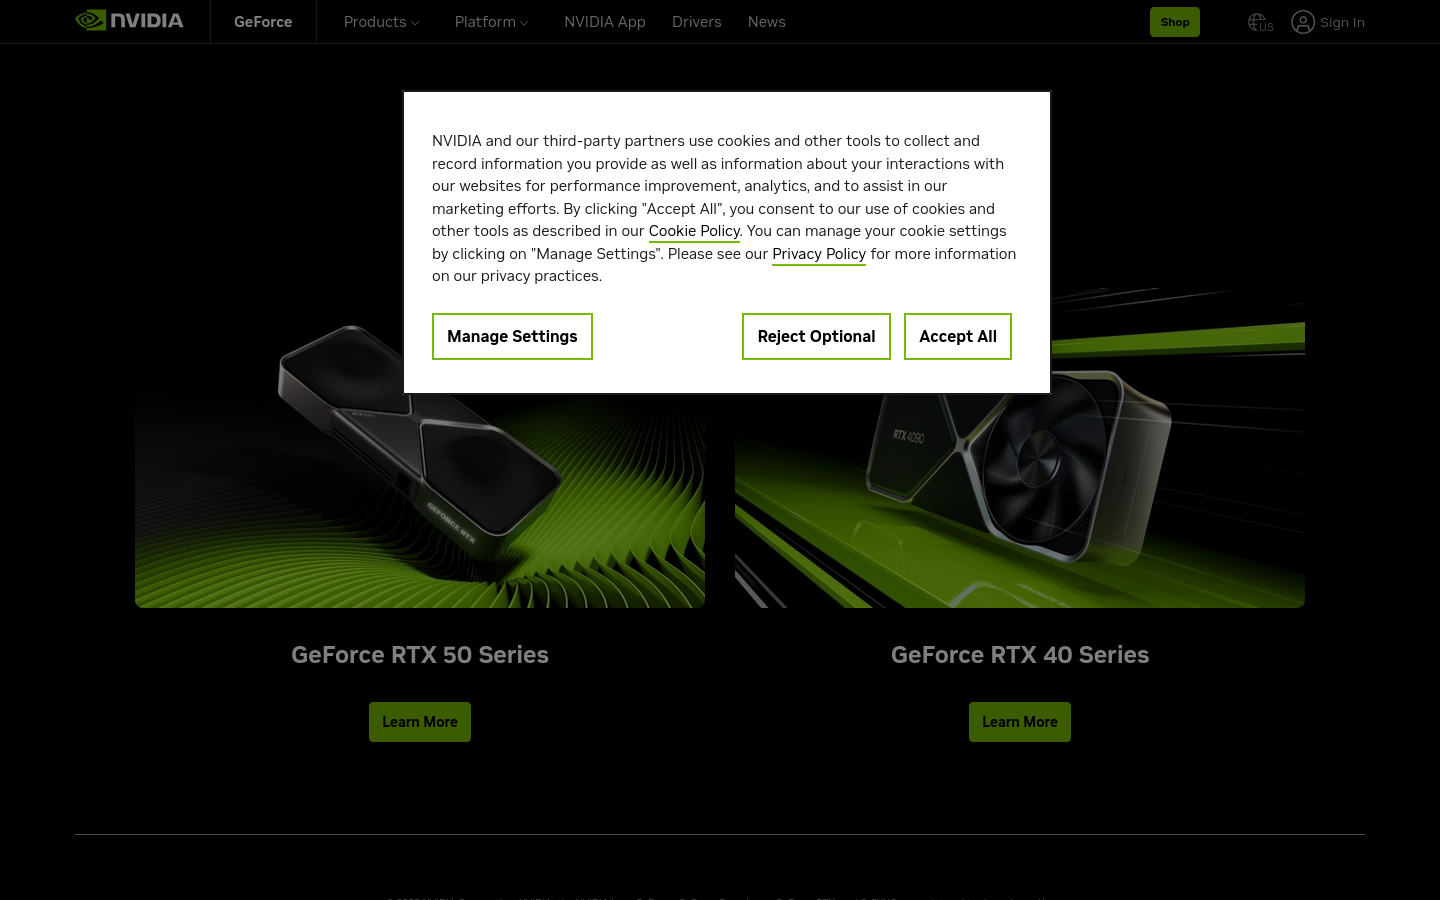 NVIDIA
GeForce
Products
Platform
NVIDIA App
Drivers
News
Shop
US
Sign In
NVIDIA and our third-party partners use cookies and other tools to collect and
record information you provide as well as information about your interactions with
our websites for performance improvement, analytics, and to assist in our
marketing efforts. By clicking "Accept All", you consent to our use of cookies and
other tools as described in our Cookie Policy. You can manage your cookie settings
by clicking on "Manage Settings". Please see our Privacy Policy for more information
on our privacy practices.
Manage Settings
Reject Optional
Accept All
GEFORCE RTX
RTX 4090
GeForce RTX 50 Series
GeForce RTX 40 Series
Learn More
Learn More